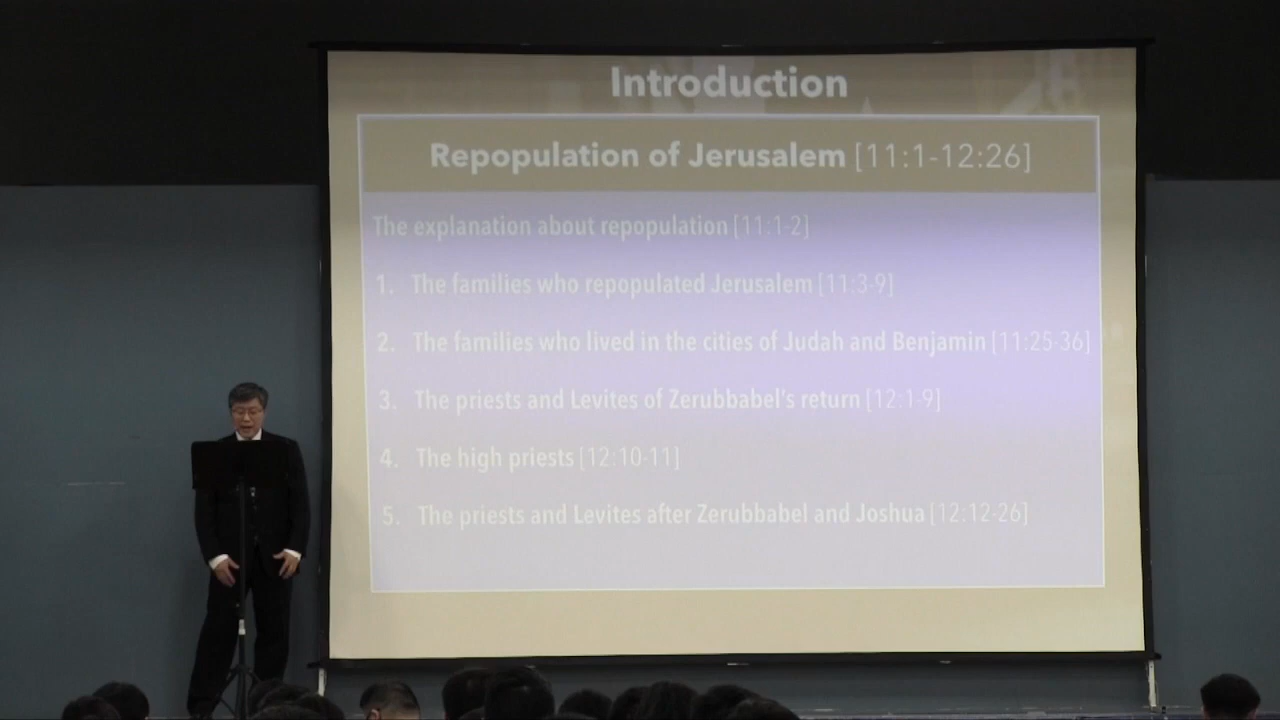 Introduction
Repopulation of Jerusalem [11:1-12:26]
The explanation about repopulation [11:1-2]
1. The families who repopulated Jerusalem [11:3-9]
2. The families who lived in the cities of Judah and Benjamin [11:25-36]
3. The priests and Levites of Zerubbabel's return [12:1-9]
4. The high priests [12:10-11]
5. The priests and Levites after Zerubbabel and Joshua [12:12-26]